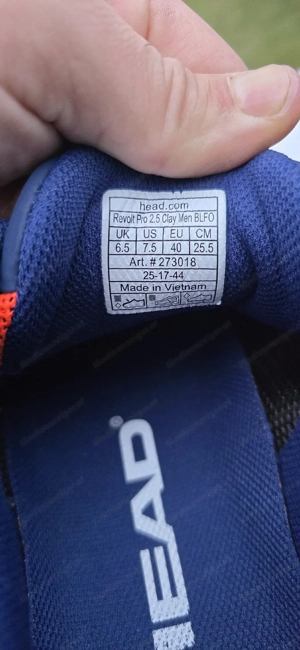 head.com
Revolt Pro 2.5 Clay Men BLFO
UK US EU CM
6.5 7.5 40 25.5
Art. # 273018
25-17-44
Made in Vietnam
HEAD®